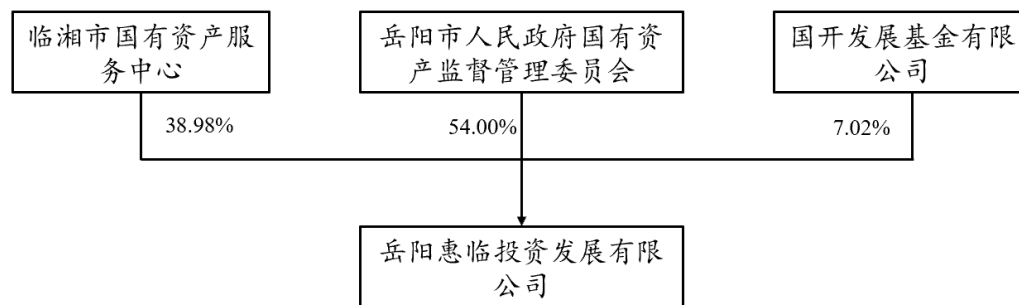 临湘市国有资产服
务中心
岳阳市人民政府国有资
产监督管理委员会
国开发展基金有限
公司
38.98%
54.00%
7.02%
岳阳惠临投资发展有限
公司